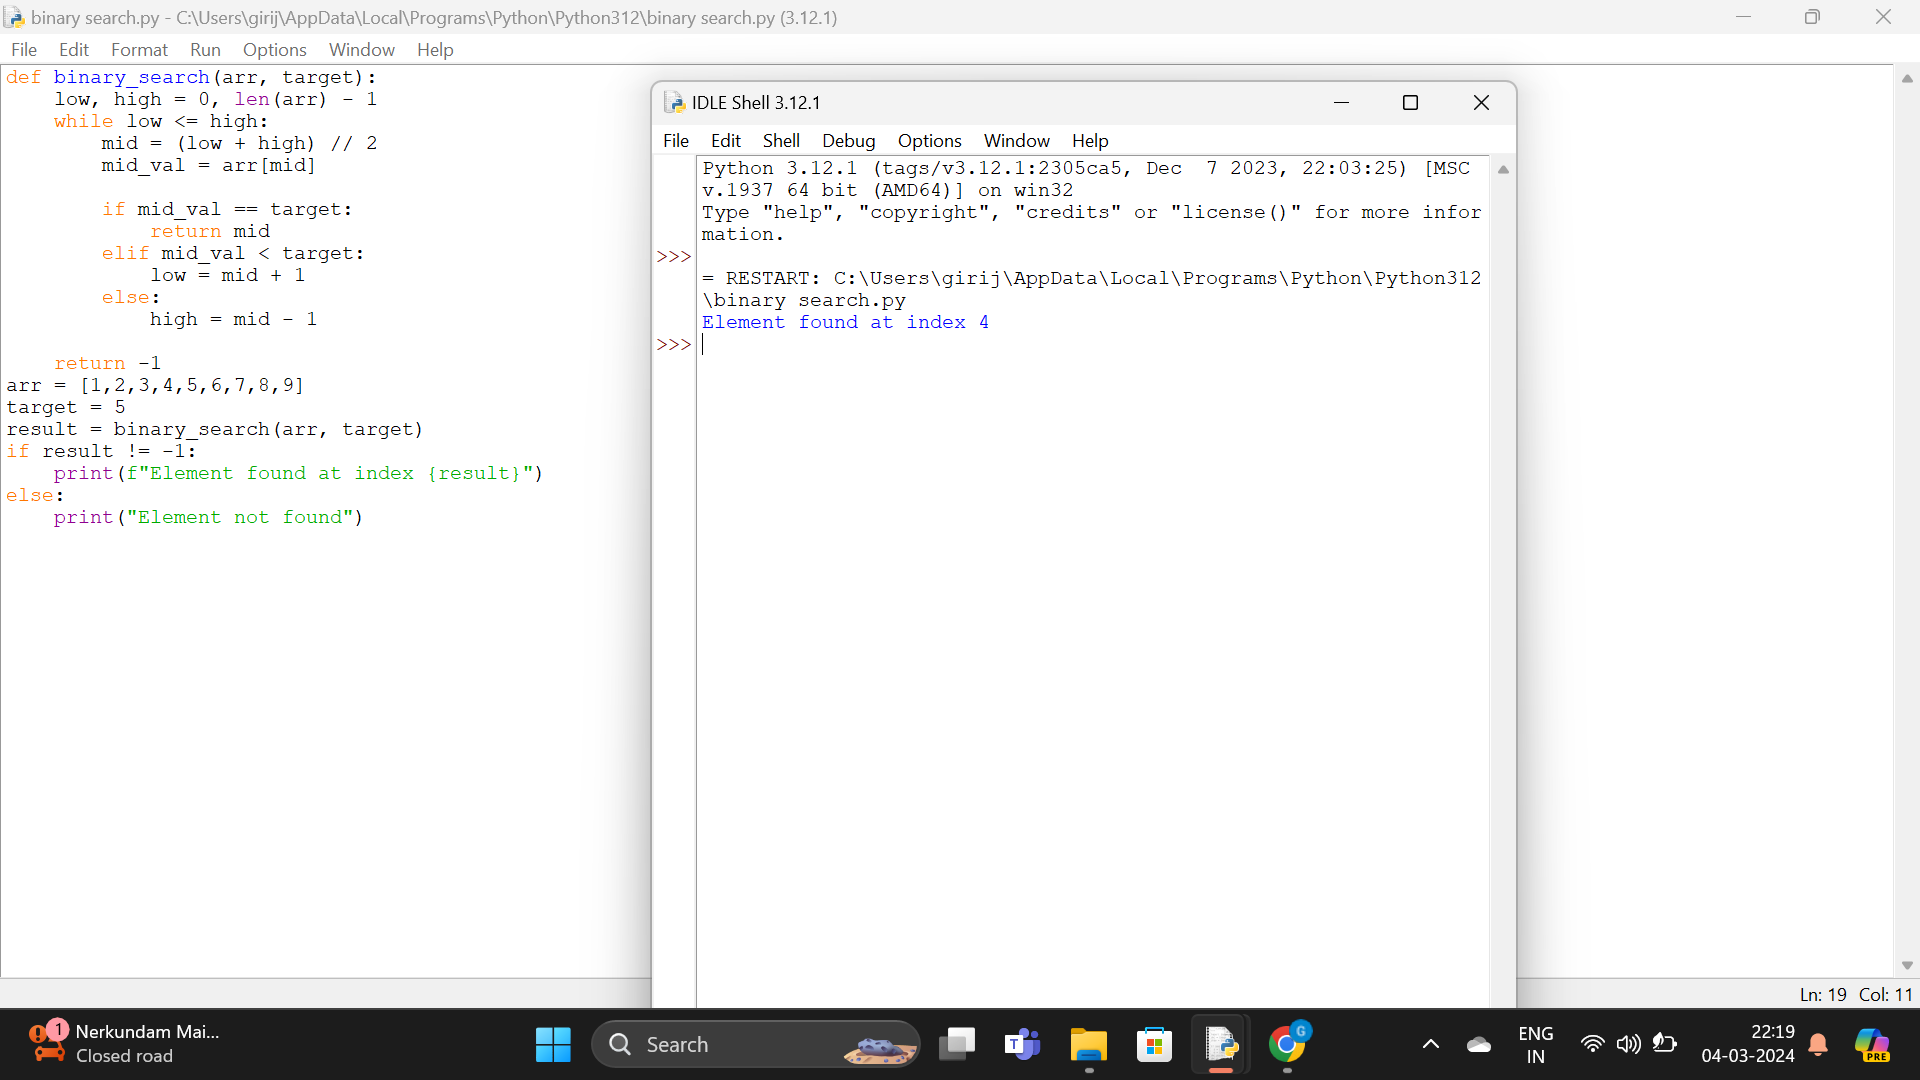 binary search.py - C:\Users\girij\AppData\Local\Programs\Python\Python312\binary search.py (3.12.1)
File Edit Format Run Options Window Help
def binary_search(arr, target):
    low, high = 0, len(arr) - 1
    while low <= high:
        mid = (low + high) // 2
        mid_val = arr[mid]
        if mid_val == target:
            return mid
        elif mid_val < target:
            low = mid + 1
        else:
            high = mid - 1
    return -1
arr = [1,2,3,4,5,6,7,8,9]
target = 5
result = binary_search(arr, target)
if result != -1:
    print(f"Element found at index {result}")
else:
    print("Element not found")
IDLE Shell 3.12.1
File Edit Shell Debug Options Window Help
Python 3.12.1 (tags/v3.12.1:2305ca5, Dec  7 2023, 22:03:25) [MSC
v.1937 64 bit (AMD64)] on win32
Type "help", "copyright", "credits" or "license()" for more infor
mation.
>>>
= RESTART: C:\Users\girij\AppData\Local\Programs\Python\Python312
\binary search.py
Element found at index 4
>>>
Ln: 19 Col: 11
1
Nerkundam Mai...
Closed road
Search
T
G
ENG
IN
22:19
04-03-2024
PRE